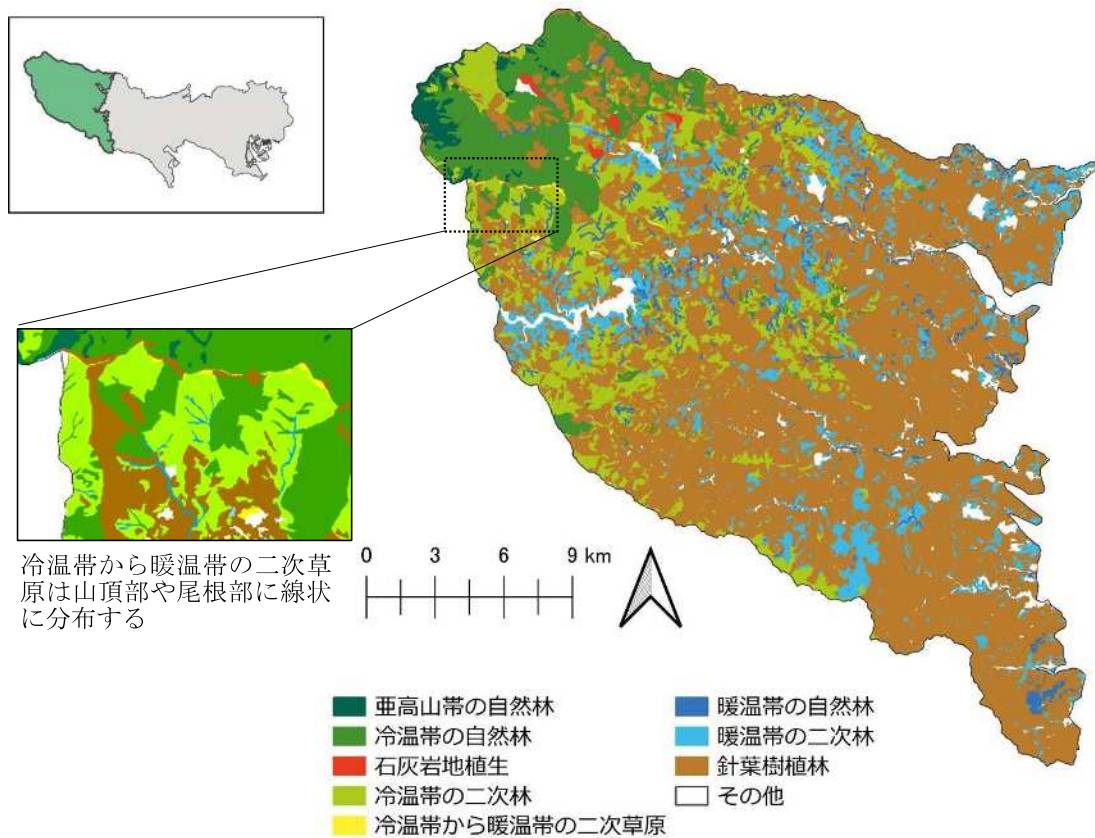 冷温帯から暖温帯の二次草
原は山頂部や尾根部に線状
に分布する
0 3 6 9 km
亜高山帯の自然林
冷温帯の自然林
石灰岩地植生
冷温帯の二次林
冷温帯から暖温帯の二次草原
暖温帯の自然林
暖温帯の二次林
針葉樹植林
その他